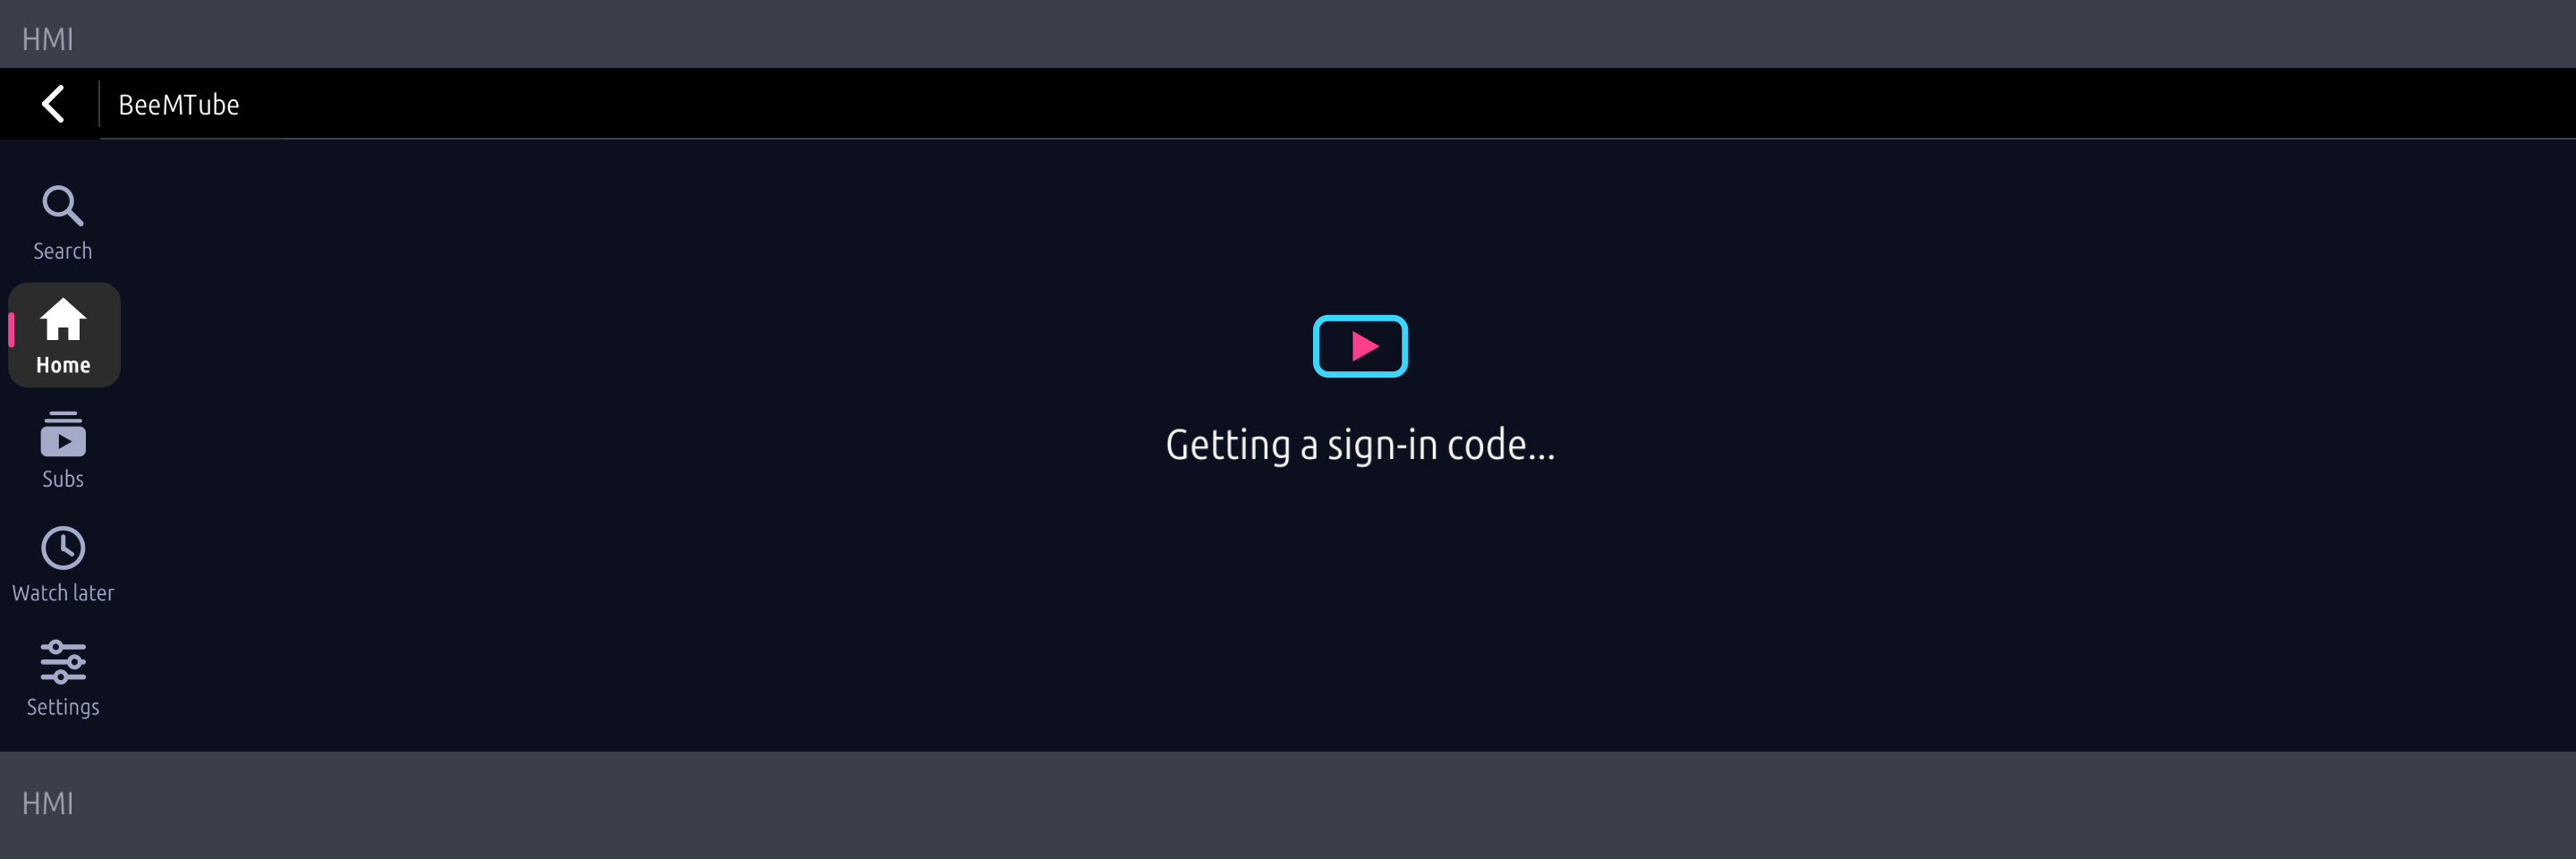 HMI
BeeMTube
Search
Home
Subs
Watch later
Settings
Getting a sign-in code...
HMI